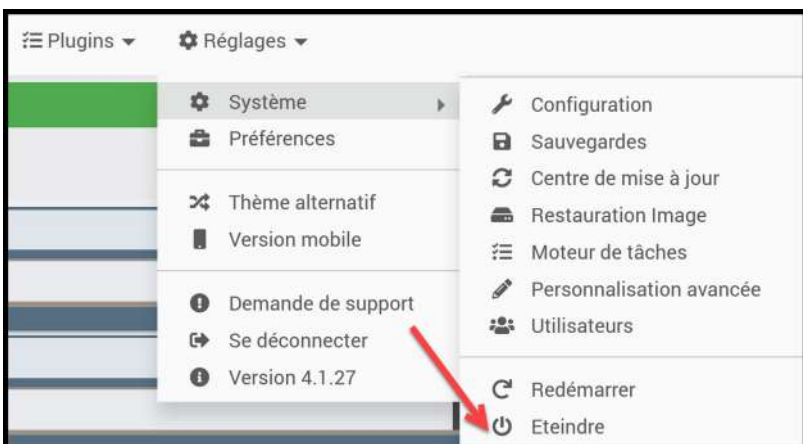 Plugins
Réglages
Système
Préférences
Thème alternatif
Version mobile
Demande de support
Se déconnecter
Version 4.1.27
Configuration
Sauvegardes
Centre de mise à jour
Restauration Image
Moteur de tâches
Personnalisation avancée
Utilisateurs
Redémarrer
Eteindre